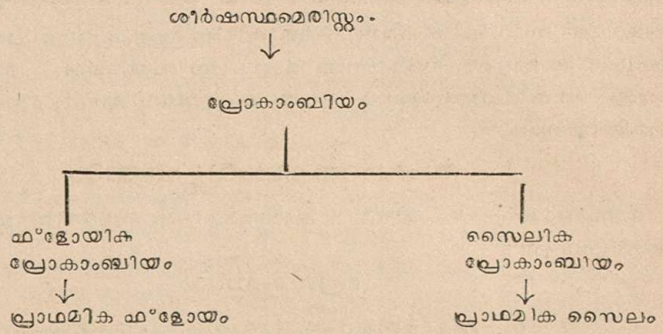 ശീർഷസ്ഥമെരിസ്റ്റം.
പ്രോകാംബിയം
ഫ്ളോയിക
പ്രോകാംബിയം
പ്രാഥമിക ഫ്ളോയം
സൈലിക
പ്രോകാംബിയം
പ്രാഥമിക സൈലം